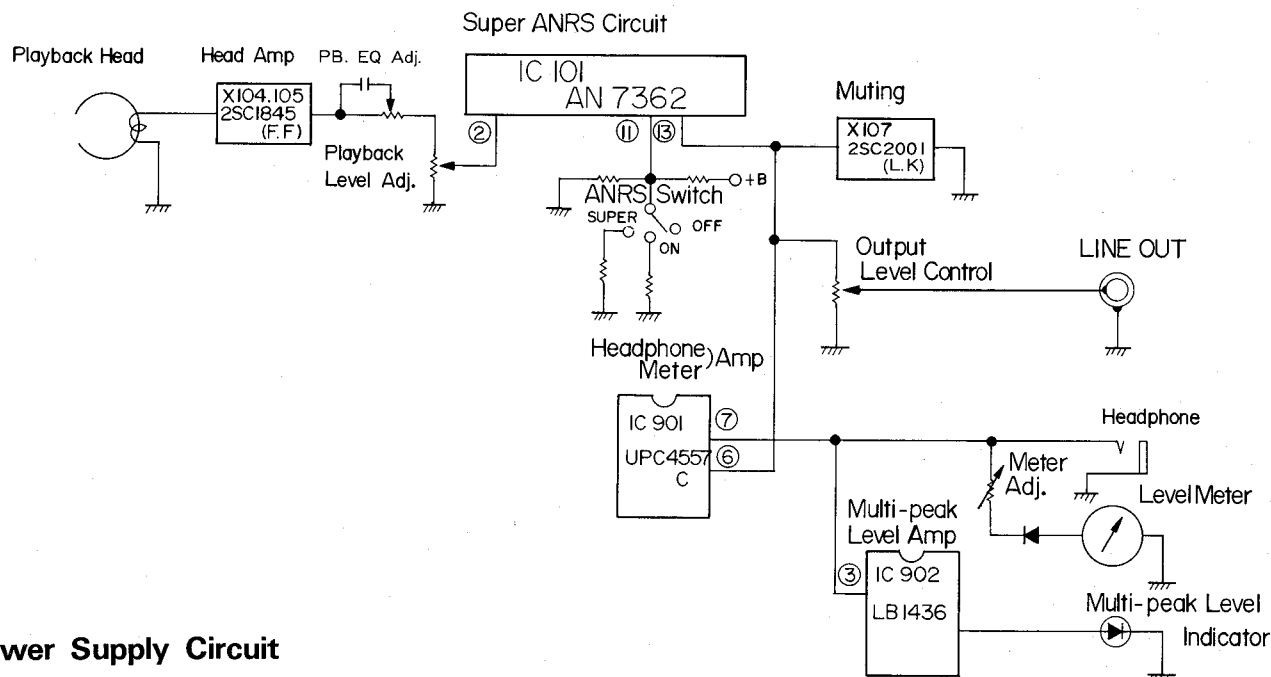 Super ANRS Circuit
Playback Head
Head Amp
PB. EQ Adj.
IC 101
AN 7362
X104.105
2SC1845
(F.F)
Muting
X107
2SC2001
(L.K)
②
⑪
⑬
Playback
Level Adj.
+B
ANRS Switch
SUPER
OFF
ON
Output
Level Control
LINE OUT
Headphone
Meter
)Amp
IC 901
UPC4557
C
⑦
⑥
Headphone
Meter
Adj.
Level Meter
Multi-peak
Level Amp
③
IC 902
LB1436
Multi-peak Level
Indicator
wer Supply Circuit